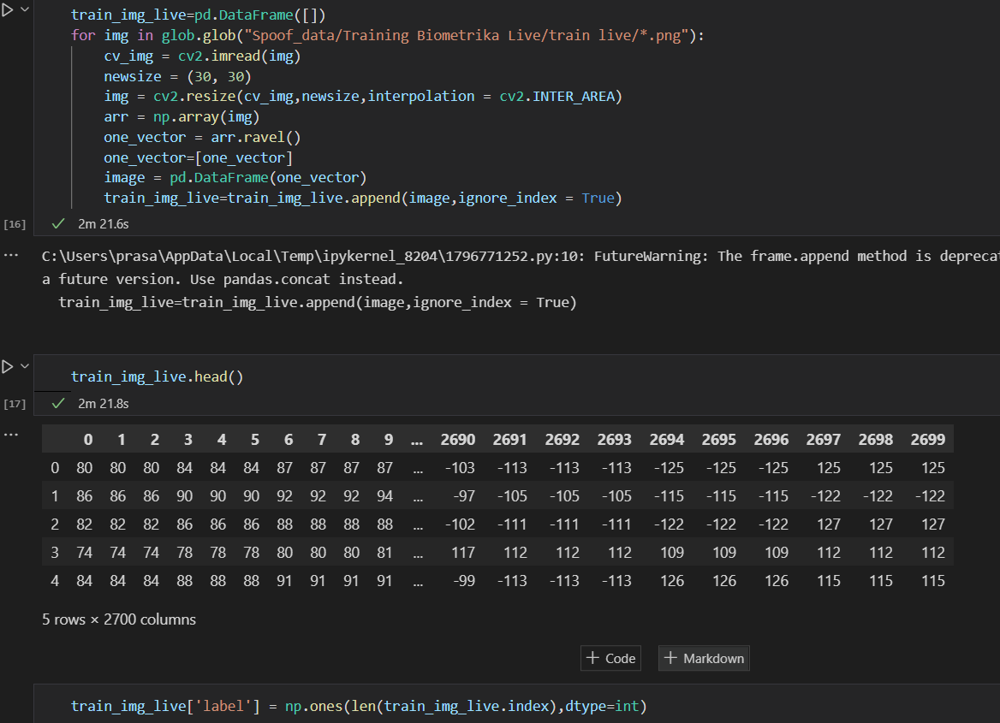 train_img_live=pd.DataFrame([])
for img in glob.glob("Spoof_data/Training Biometrika Live/train live/*.png"):
    cv_img = cv2.imread(img)
    newsize = (30, 30)
    img = cv2.resize(cv_img,newsize,interpolation = cv2.INTER_AREA)
    arr = np.array(img)
    one_vector = arr.ravel()
    one_vector=[one_vector]
    image = pd.DataFrame(one_vector)
    train_img_live=train_img_live.append(image,ignore_index = True)
[16] 2m 21.6s
... C:\Users\prasa\AppData\Local\Temp\ipykernel_8204\1796771252.py:10: FutureWarning: The frame.append method is depreca
a future version. Use pandas.concat instead.
  train_img_live=train_img_live.append(image,ignore_index = True)
train_img_live.head()
[17] 2m 21.8s
...
0 1 2 3 4 5 6 7 8 9 ... 2690 2691 2692 2693 2694 2695 2696 2697 2698 2699
0 80 80 80 84 84 84 87 87 87 87 ... -103 -113 -113 -113 -125 -125 -125 125 125 125
1 86 86 86 90 90 90 92 92 92 94 ... -97 -105 -105 -105 -115 -115 -115 -122 -122 -122
2 82 82 82 86 86 86 88 88 88 88 ... -102 -111 -111 -111 -122 -122 -122 127 127 127
3 74 74 74 78 78 78 80 80 80 81 ... 117 112 112 112 109 109 109 112 112 112
4 84 84 84 88 88 88 91 91 91 91 ... -99 -113 -113 -113 126 126 126 115 115 115
5 rows × 2700 columns
+ Code + Markdown
train_img_live['label'] = np.ones(len(train_img_live.index),dtype=int)